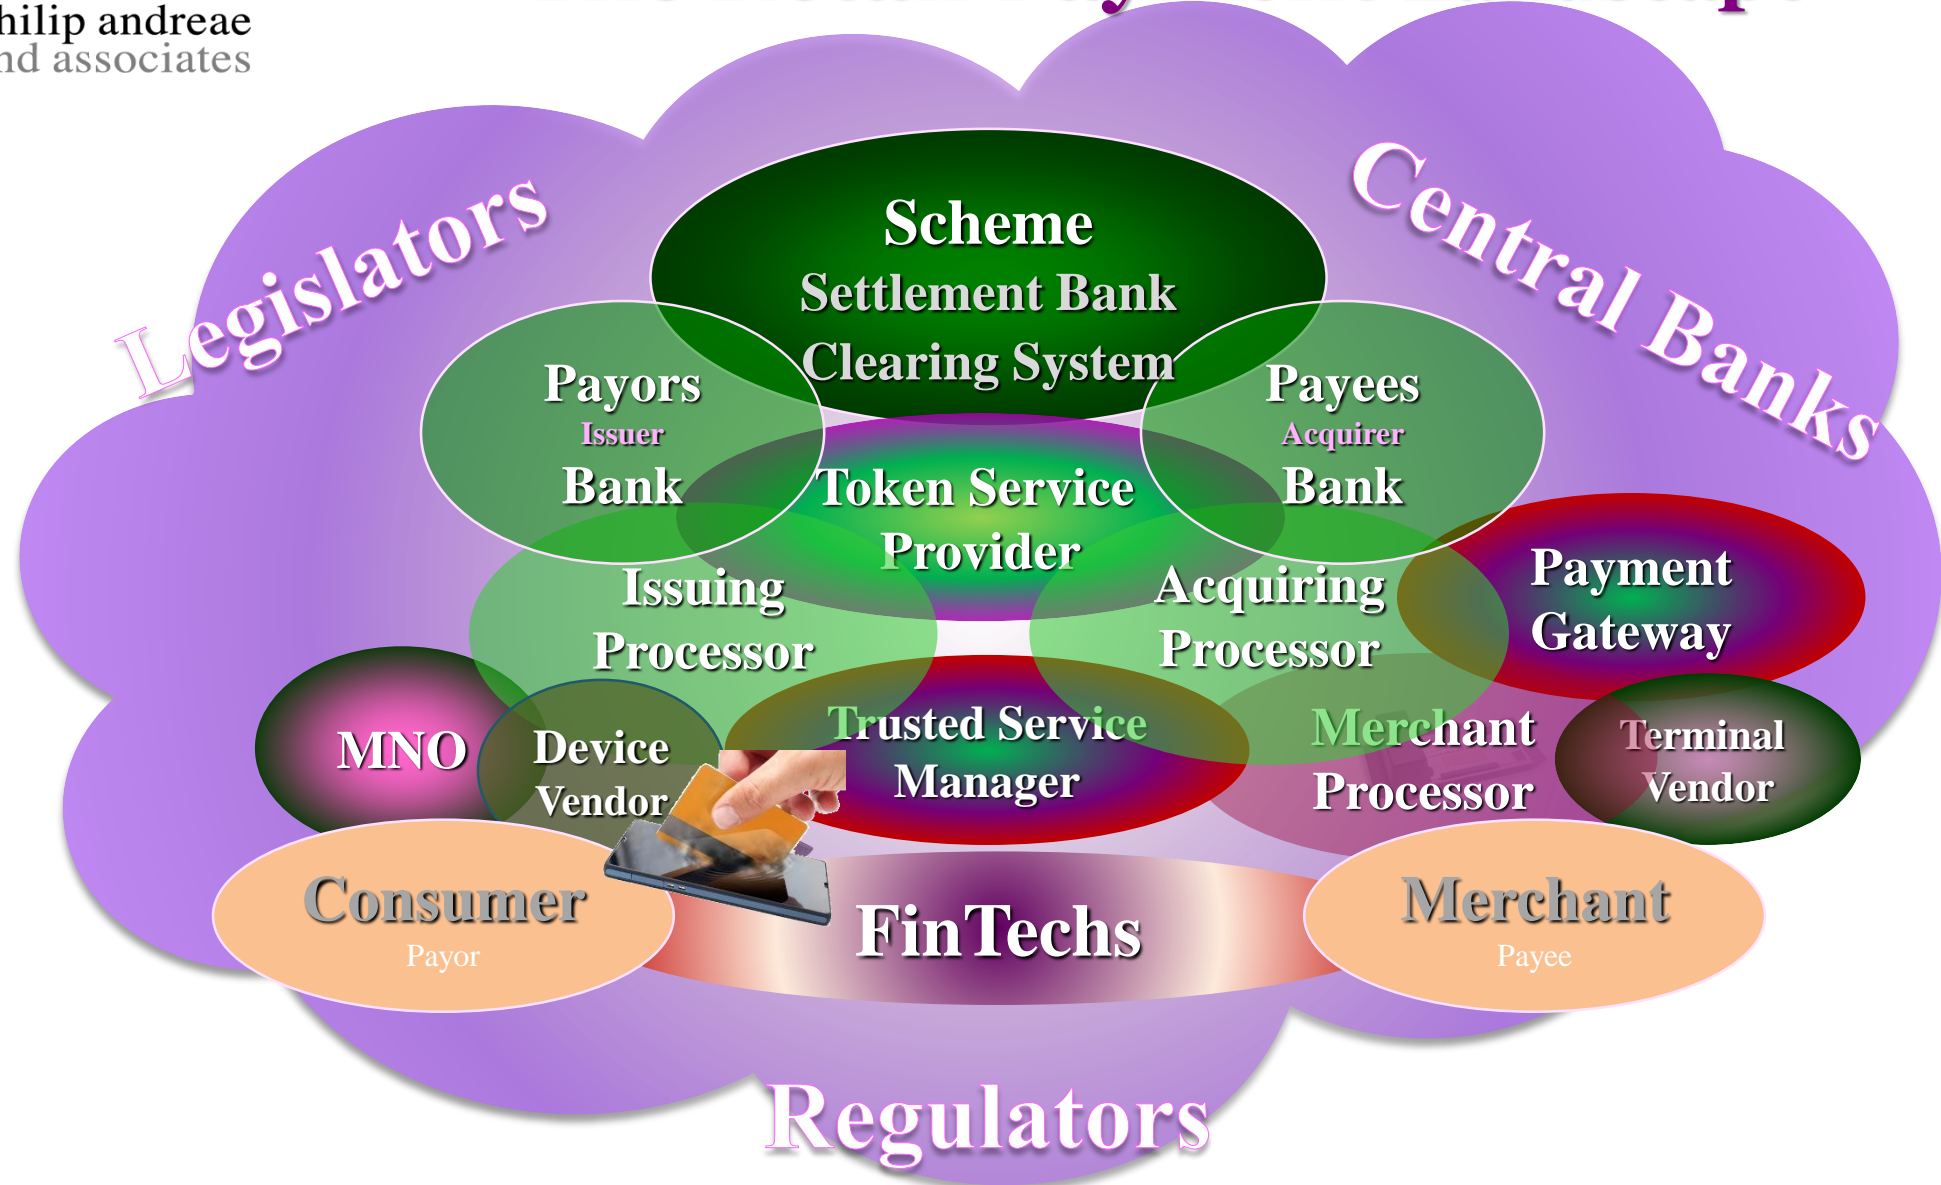 hilip andreae
nd associates
Legislators
Central Banks
Scheme
Settlement Bank
Clearing System
Payors
Issuer
Bank
Payees
Acquirer
Bank
Token Service
Provider
Issuing
Processor
Acquiring
Processor
Payment
Gateway
MNO
Device
Vendor
Trusted Service
Manager
Merchant
Processor
Terminal
Vendor
Consumer
Payor
FinTechs
Merchant
Payee
Regulators